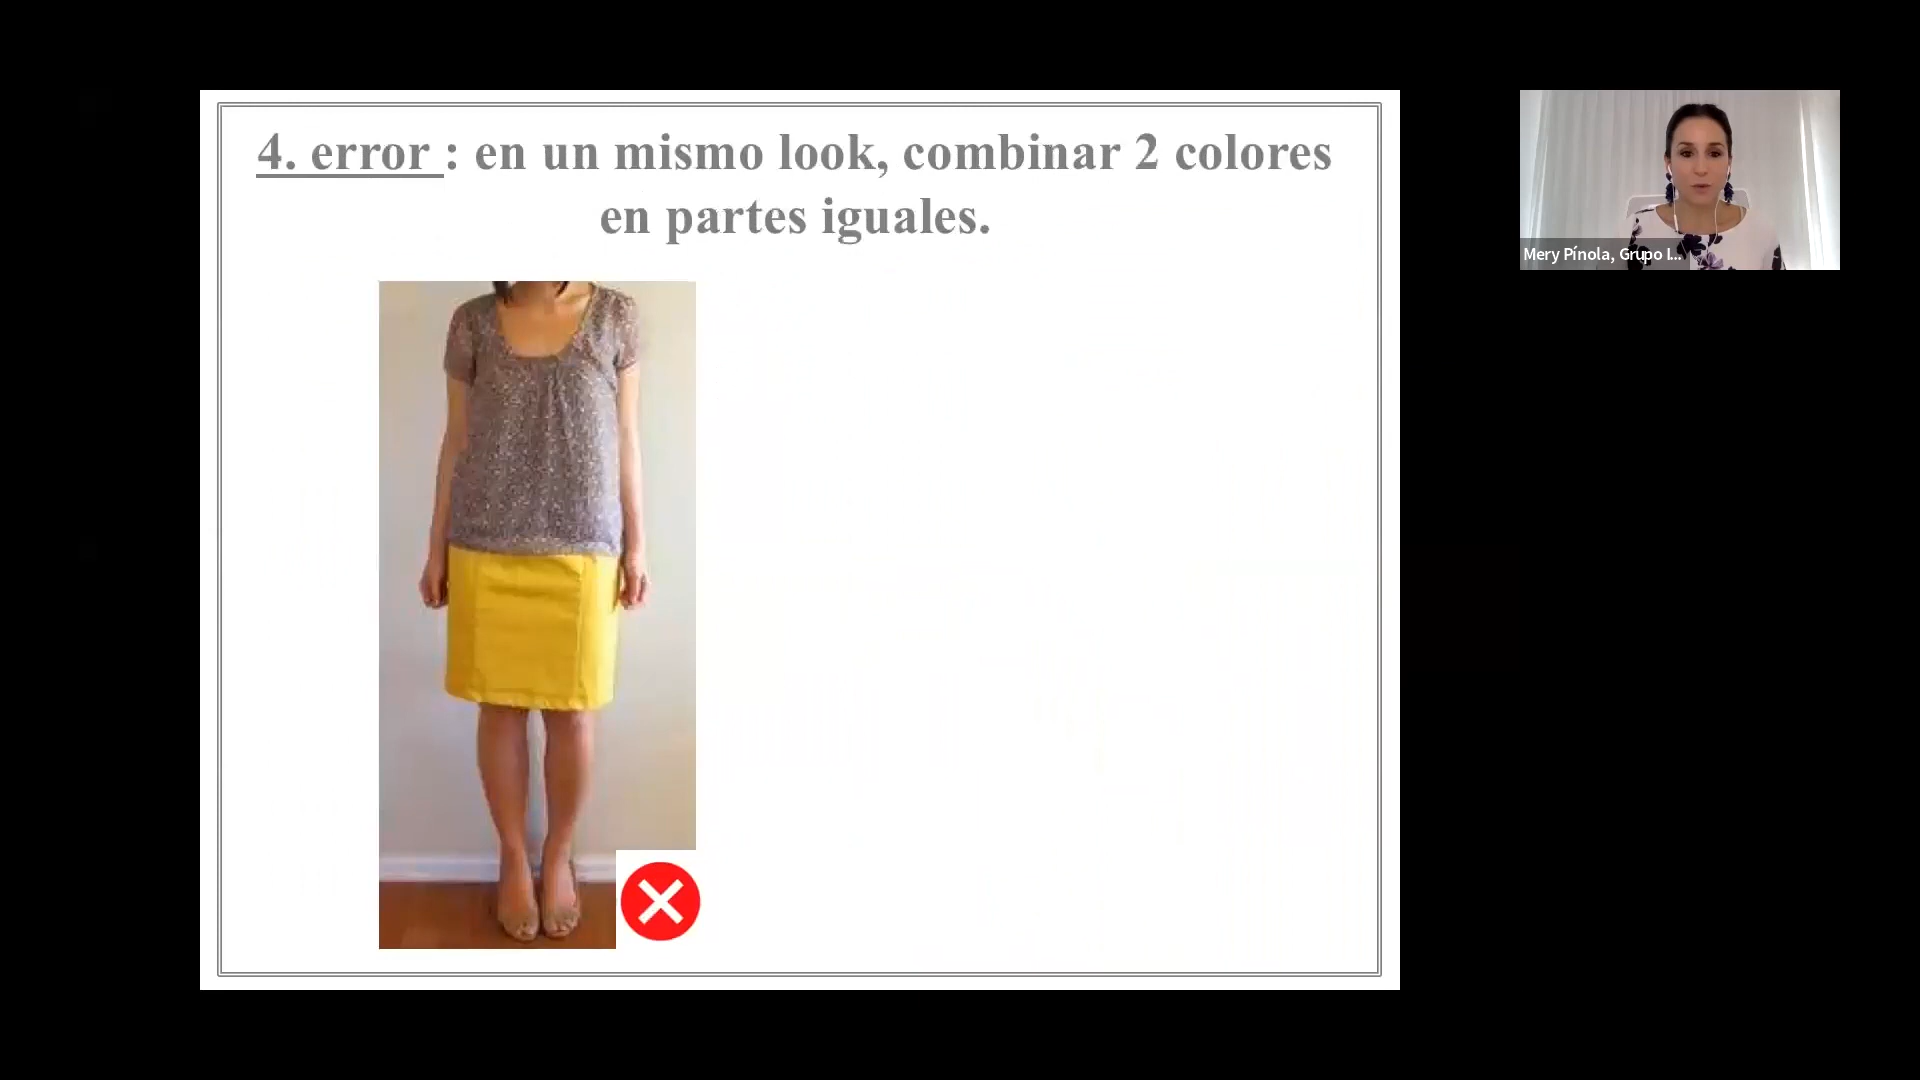 4. error : en un mismo look, combinar 2 colores
en partes iguales.
Mery Pínola, Grupo I...